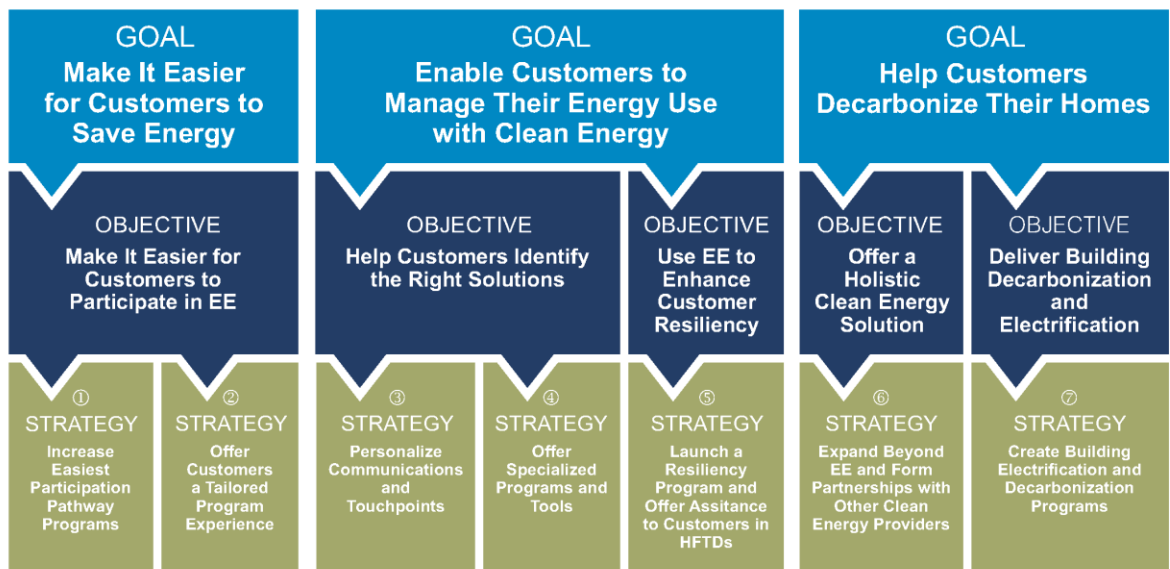 GOAL
Make It Easier
for Customers to
Save Energy
GOAL
Enable Customers to
Manage Their Energy Use
with Clean Energy
GOAL
Help Customers
Decarbonize Their Homes
OBJECTIVE
Make It Easier for
Customers to
Participate in EE
OBJECTIVE
Help Customers Identify
the Right Solutions
OBJECTIVE
Use EE to
Enhance
Customer
Resiliency
OBJECTIVE
Offer a
Holistic
Clean Energy
Solution
OBJECTIVE
Deliver Building
Decarbonization
and
Electrification
①
STRATEGY
Increase
Easiest
Participation
Pathway
Programs
②
STRATEGY
Offer
Customers
a Tailored
Program
Experience
③
STRATEGY
Personalize
Communications
and
Touchpoints
④
STRATEGY
Offer
Specialized
Programs and
Tools
⑤
STRATEGY
Launch a
Resiliency
Program and
Offer Assitance
to Customers in
HFTDs
⑥
STRATEGY
Expand Beyond
EE and Form
Partnerships with
Other Clean
Energy Providers
⑦
STRATEGY
Create Building
Electrification and
Decarbonization
Programs